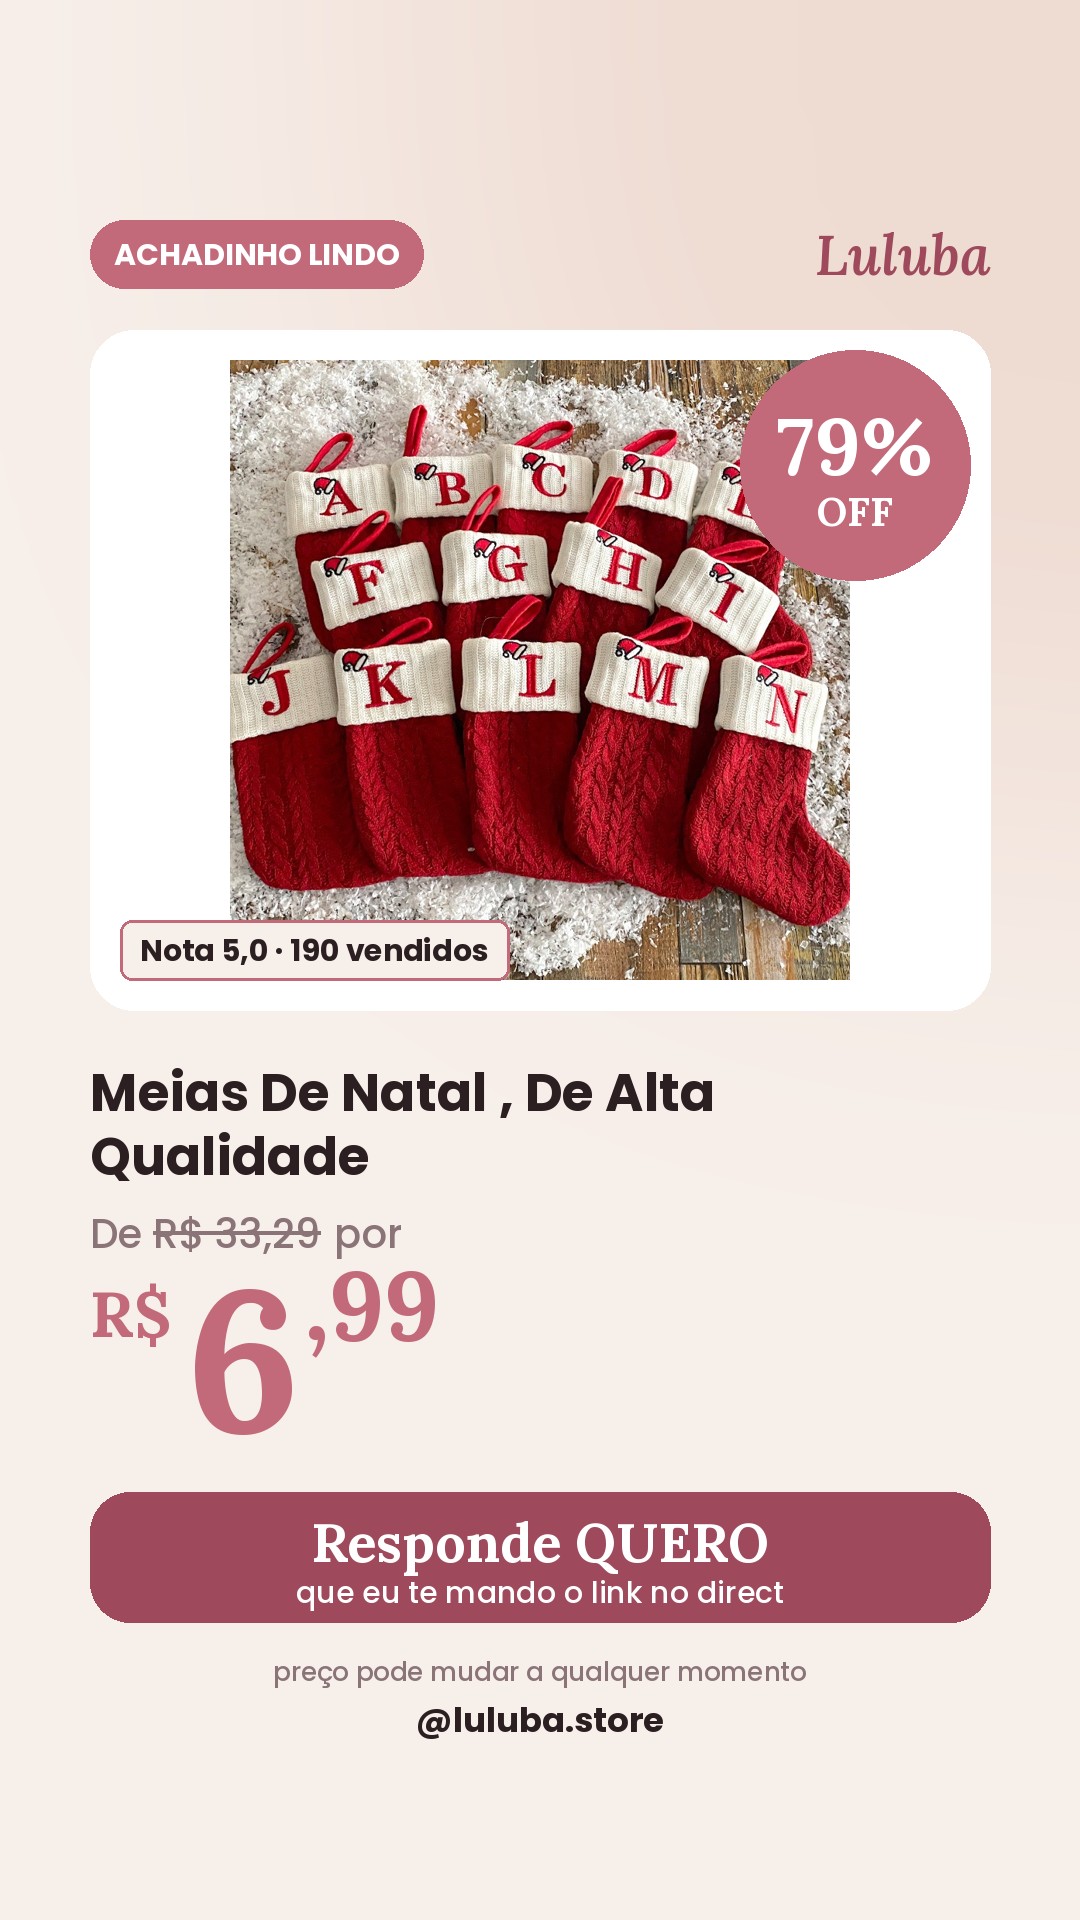 ACHADINHO LINDO
Luluba
79%
OFF
A B C D
F G H I
J K L M N
Nota 5,0 · 190 vendidos
Meias De Natal , De Alta
Qualidade
De R$ 33,29 por
R$ 6,99
Responde QUERO
que eu te mando o link no direct
preço pode mudar a qualquer momento
@luluba.store